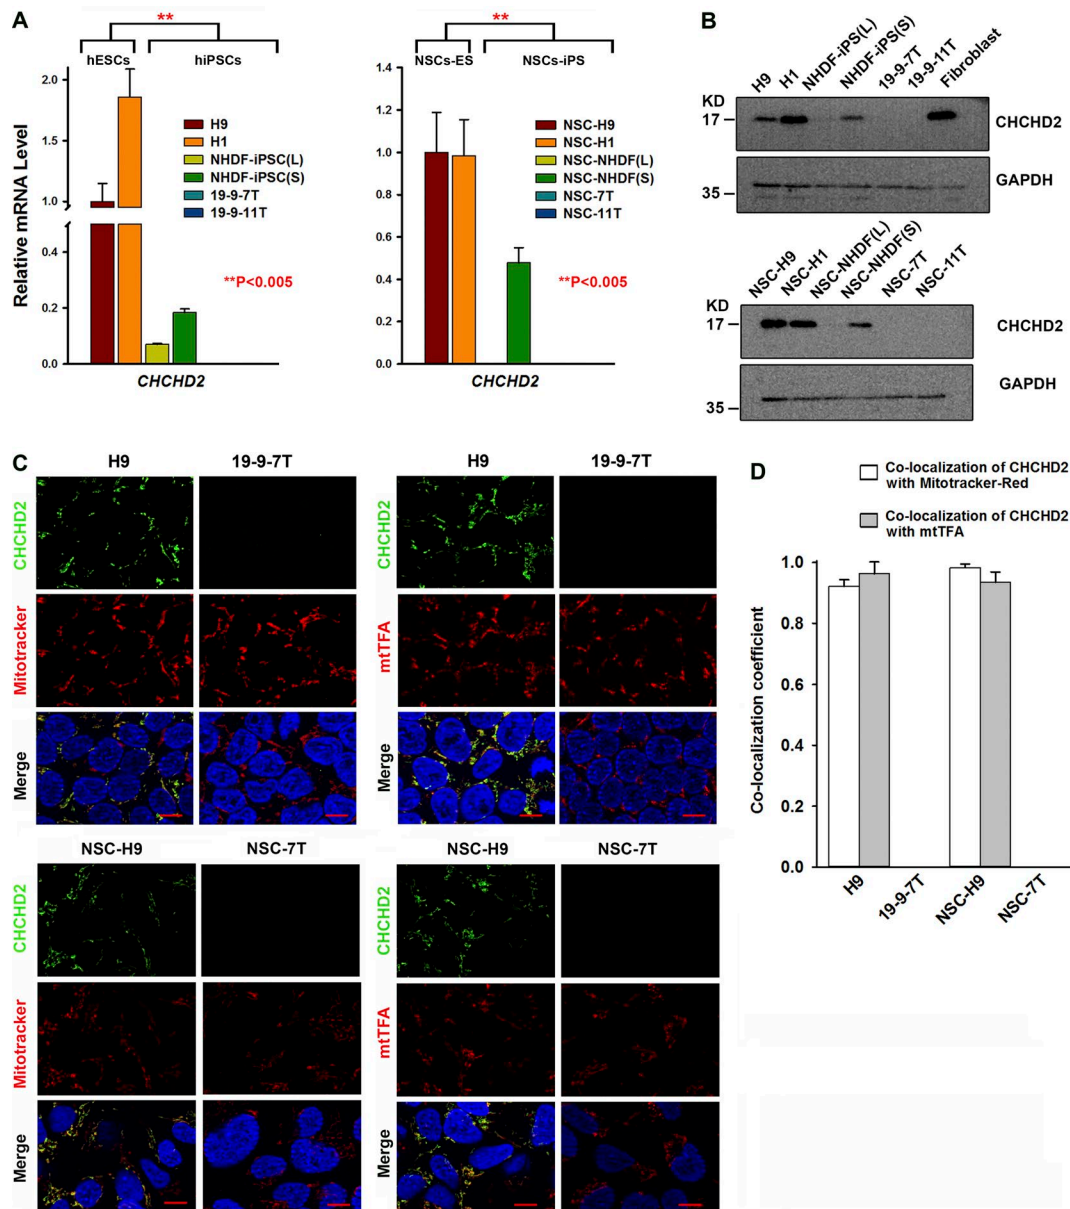 A
**
hESCs
hiPSCs
Relative mRNA Level
2.0
1.5
1.0
0.4
0.2
0.0
H9
H1
NHDF-iPSC(L)
NHDF-iPSC(S)
19-9-7T
19-9-11T
**P<0.005
CHCHD2
**
NSCs-ES
NSCs-iPS
1.4
1.2
1.0
0.8
0.6
0.4
0.2
0.0
NSC-H9
NSC-H1
NSC-NHDF(L)
NSC-NHDF(S)
NSC-7T
NSC-11T
**P<0.005
CHCHD2
B
H9
H1
NHDF-iPS(L)
NHDF-iPS(S)
19-9-7T
19-9-11T
Fibroblast
KD
17
CHCHD2
35
GAPDH
NSC-H9
NSC-H1
NSC-NHDF(L)
NSC-NHDF(S)
NSC-7T
NSC-11T
KD
17
CHCHD2
GAPDH
35
C
H9
19-9-7T
CHCHD2
Mitotracker
Merge
H9
19-9-7T
CHCHD2
mtTFA
Merge
NSC-H9
NSC-7T
CHCHD2
Mitotracker
Merge
NSC-H9
NSC-7T
CHCHD2
mtTFA
Merge
D
Co-localization of CHCHD2
with Mitotracker-Red
Co-localization of CHCHD2
with mtTFA
Co-localization coefficient
1.0
0.8
0.6
0.4
0.2
0.0
H9
19-9-7T
NSC-H9
NSC-7T